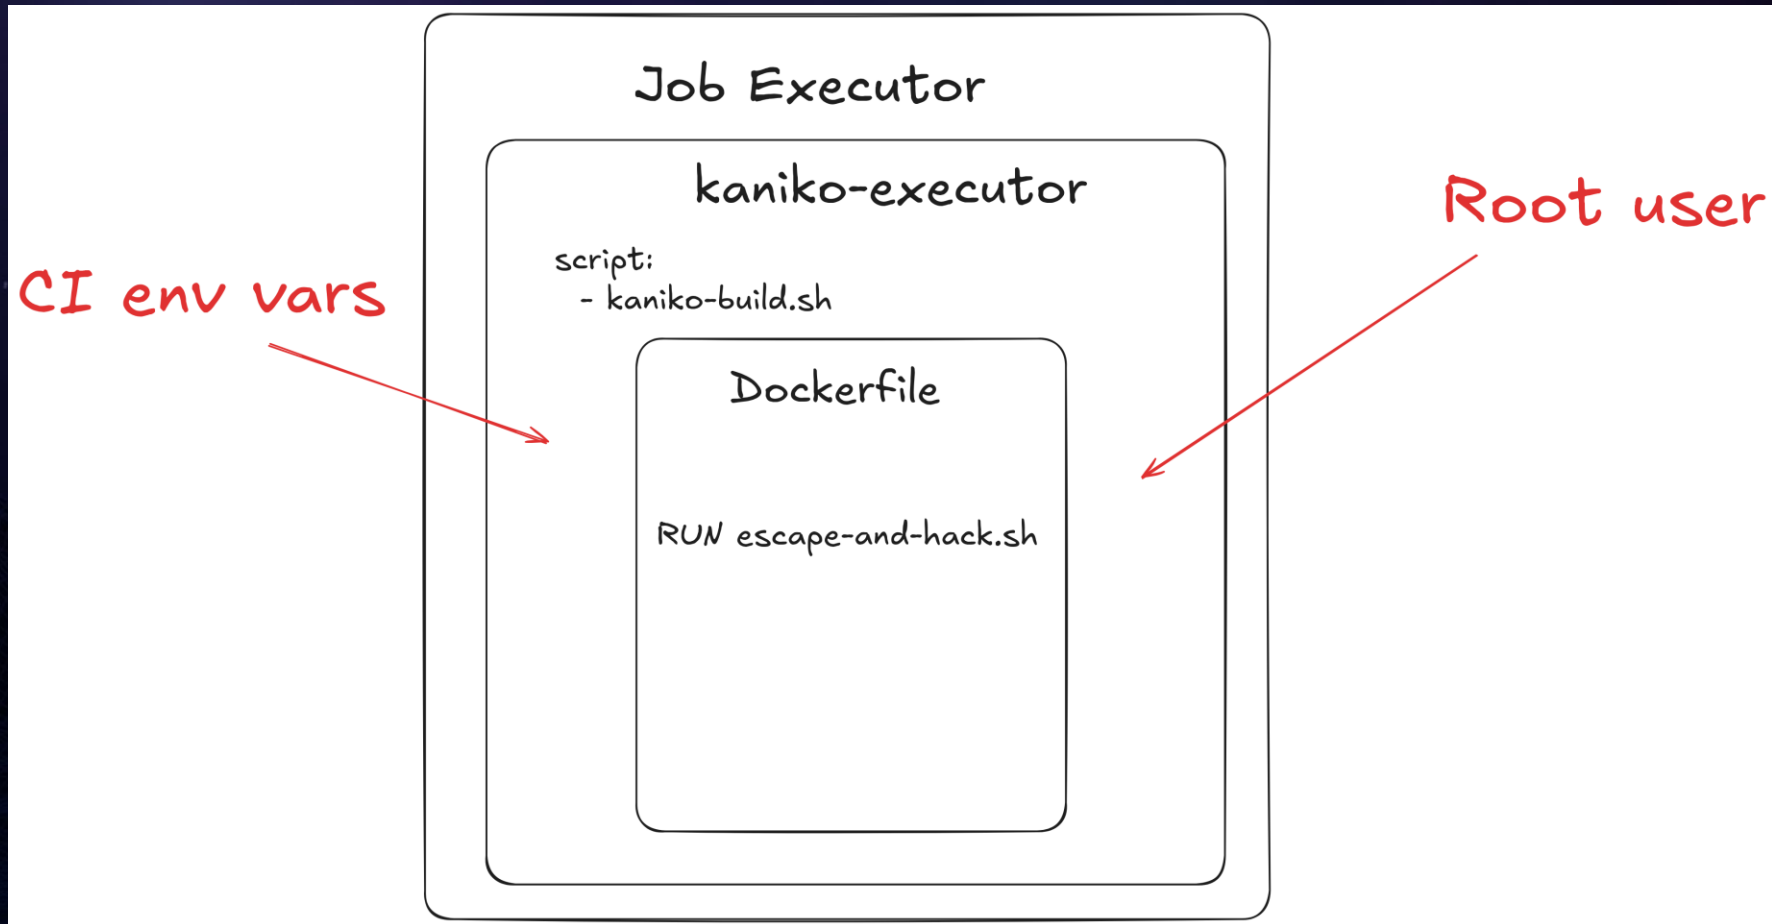 Job Executor
kaniko-executor
Root user
script:
- kaniko-build.sh
CI env vars
Dockerfile
RUN escape-and-hack.sh